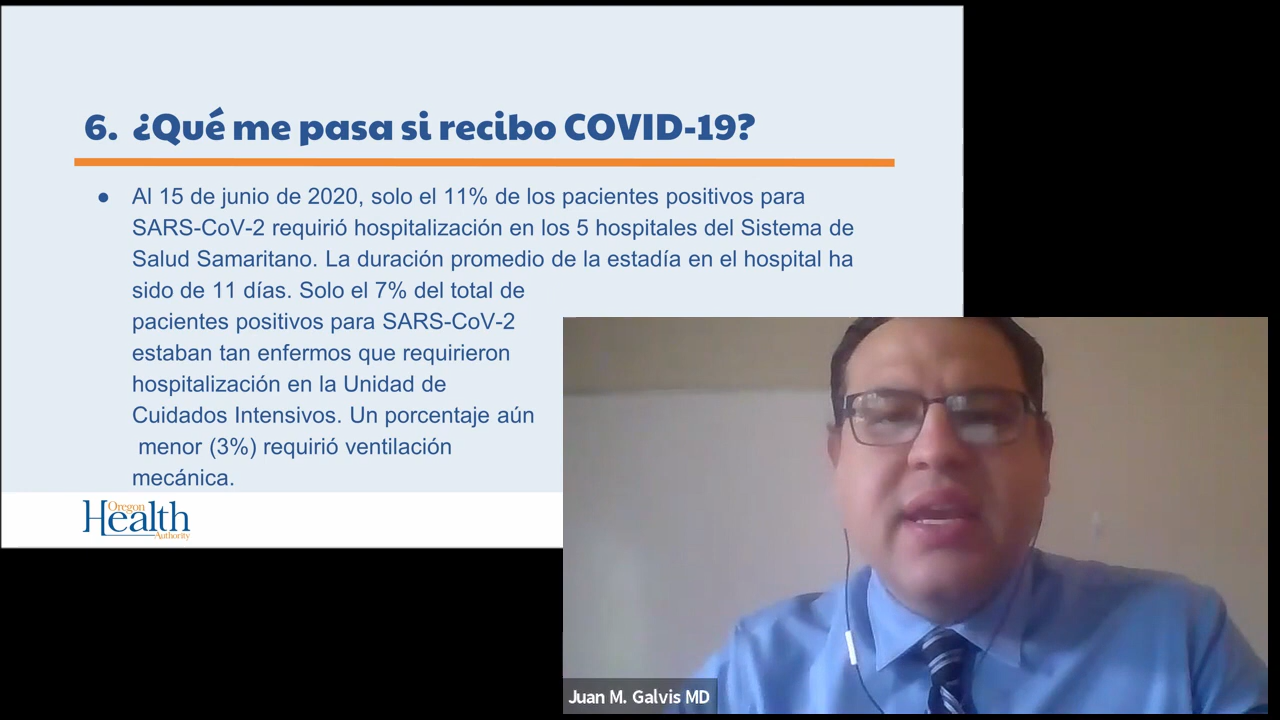 6. ¿Qué me pasa si recibo COVID-19?
● Al 15 de junio de 2020, solo el 11% de los pacientes positivos para
SARS-CoV-2 requirió hospitalización en los 5 hospitales del Sistema de
Salud Samaritano. La duración promedio de la estadía en el hospital ha
sido de 11 días. Solo el 7% del total de
pacientes positivos para SARS-CoV-2
estaban tan enfermos que requirieron
hospitalización en la Unidad de
Cuidados Intensivos. Un porcentaje aún
menor (3%) requirió ventilación
mecánica.
Oregon
Health
Authority
Juan M. Galvis MD